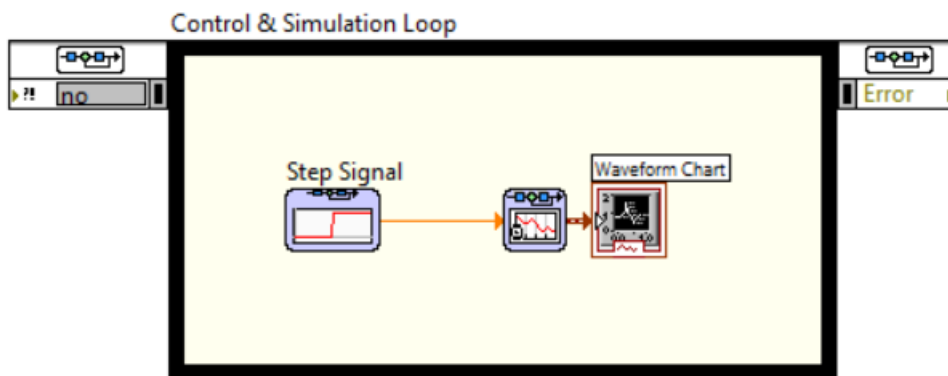 Control & Simulation Loop
?! no
Error
Step Signal
Waveform Chart